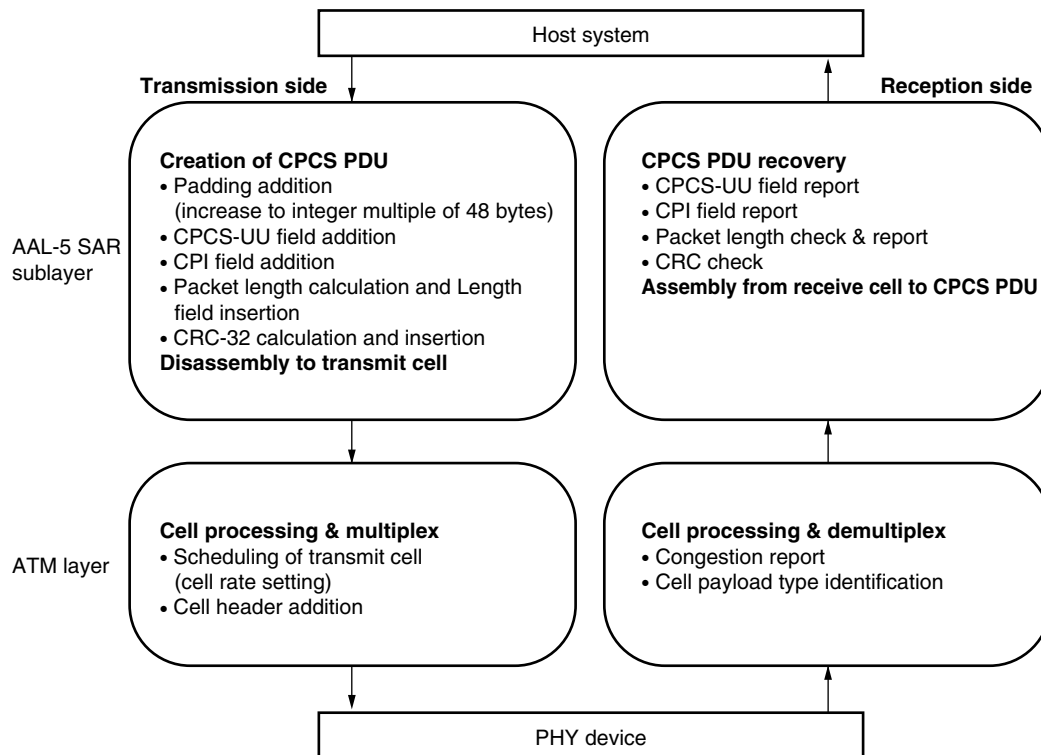 Host system
Transmission side
Reception side
AAL-5 SAR
sublayer
Creation of CPCS PDU
• Padding addition
(increase to integer multiple of 48 bytes)
• CPCS-UU field addition
• CPI field addition
• Packet length calculation and Length
field insertion
• CRC-32 calculation and insertion
Disassembly to transmit cell
CPCS PDU recovery
• CPCS-UU field report
• CPI field report
• Packet length check & report
• CRC check
Assembly from receive cell to CPCS PDU
ATM layer
Cell processing & multiplex
• Scheduling of transmit cell
(cell rate setting)
• Cell header addition
Cell processing & demultiplex
• Congestion report
• Cell payload type identification
PHY device